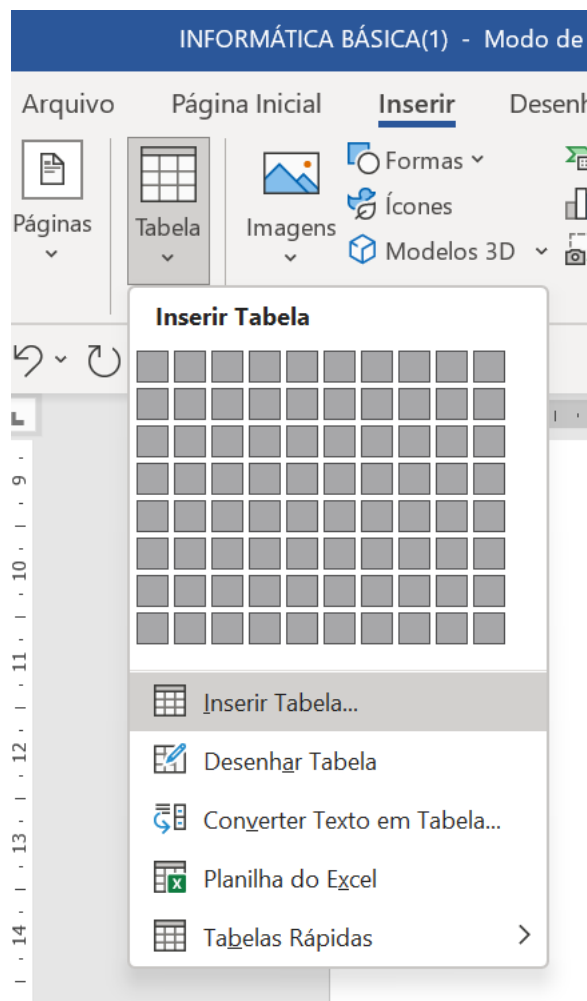 INFORMÁTICA BÁSICA(1) - Modo de
Arquivo Página Inicial Inserir Desenh
Páginas
Tabela
Imagens
Formas
Ícones
Modelos 3D
Inserir Tabela
9
10
11
12
13
14
Inserir Tabela...
Desenhar Tabela
Converter Texto em Tabela...
Planilha do Excel
Tabelas Rápidas